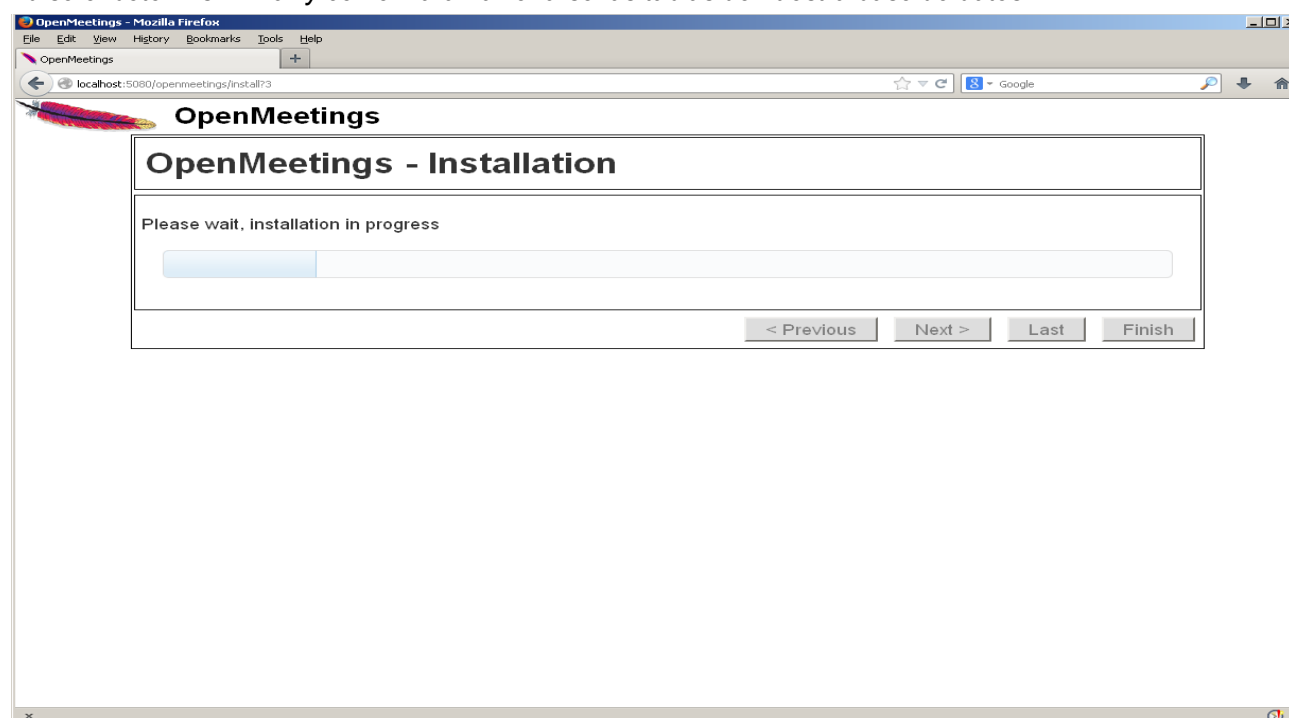 OpenMeetings - Mozilla Firefox
File Edit View History Bookmarks Tools Help
OpenMeetings +
localhost:5080/openmeetings/install?3 8 Google
OpenMeetings
OpenMeetings - Installation
Please wait, installation in progress
< Previous Next > Last Finish
x